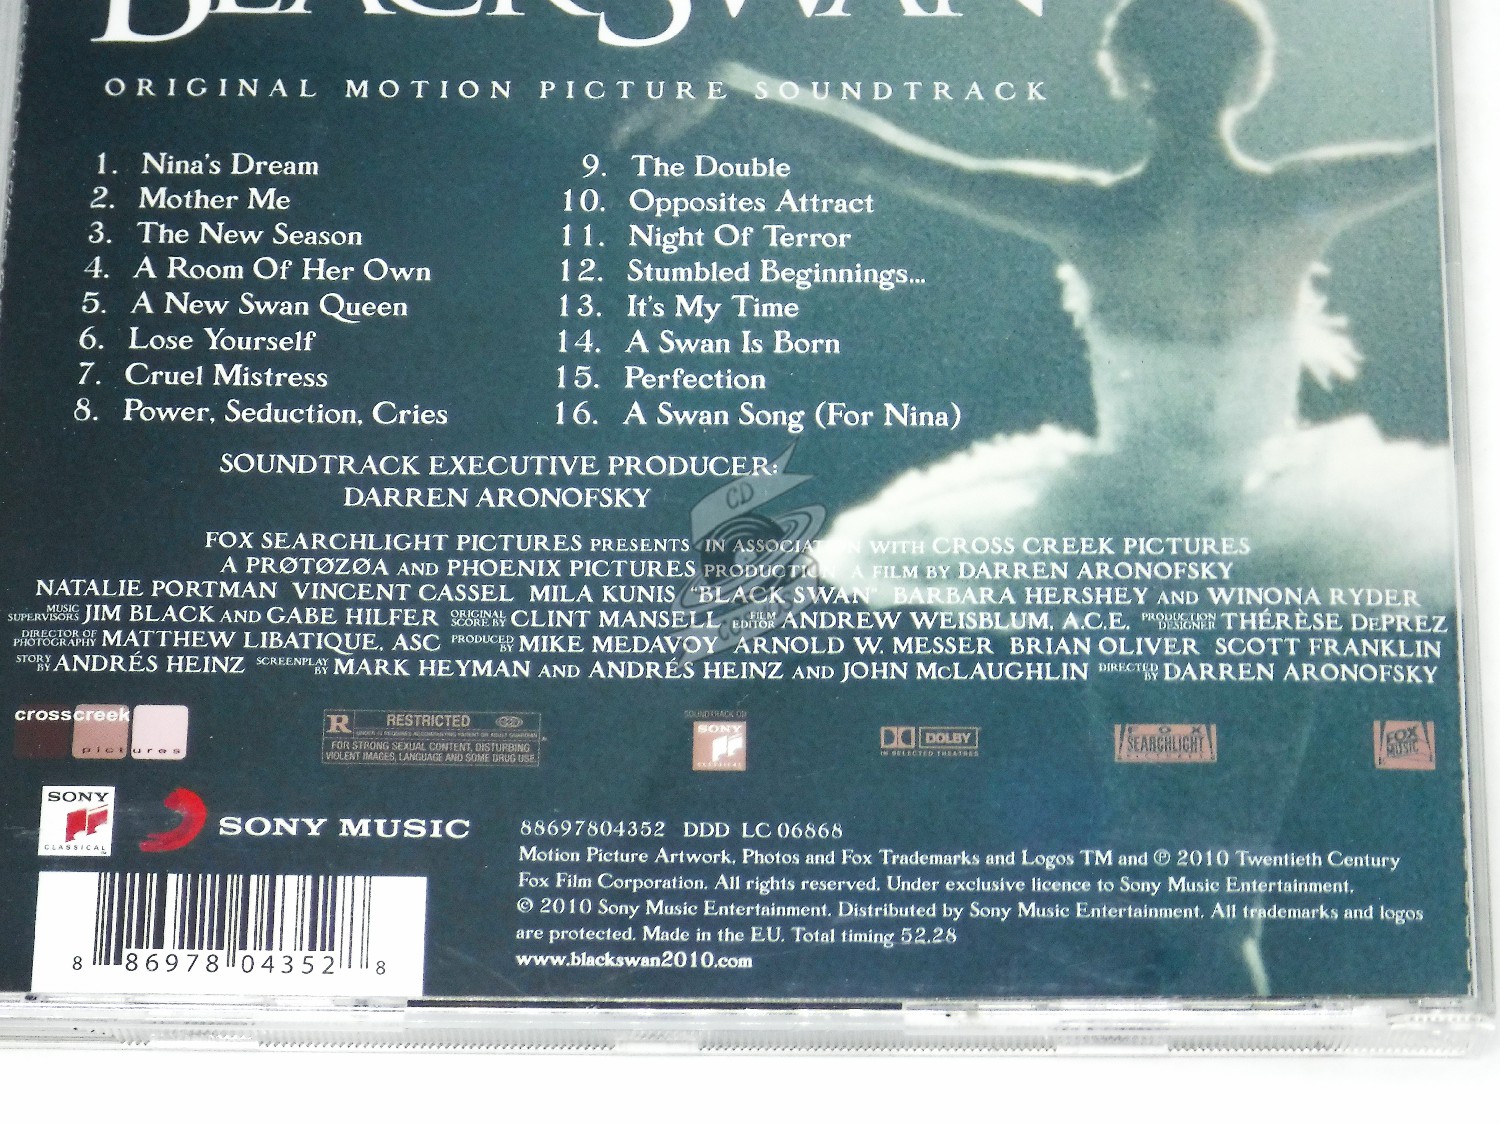 BLACK SWAN
ORIGINAL MOTION PICTURE SOUNDTRACK
1. Nina's Dream
2. Mother Me
3. The New Season
4. A Room Of Her Own
5. A New Swan Queen
6. Lose Yourself
7. Cruel Mistress
8. Power, Seduction, Cries
9. The Double
10. Opposites Attract
11. Night Of Terror
12. Stumbled Beginnings...
13. It's My Time
14. A Swan Is Born
15. Perfection
16. A Swan Song (For Nina)
SOUNDTRACK EXECUTIVE PRODUCER:
DARREN ARONOFSKY
CD
FOX SEARCHLIGHT PICTURES PRESENTS IN ASSOCIATION WITH CROSS CREEK PICTURES
A PRØTØZØA AND PHOENIX PICTURES PRODUCTION A FILM BY DARREN ARONOFSKY
NATALIE PORTMAN VINCENT CASSEL MILA KUNIS "BLACK SWAN" BARBARA HERSHEY AND WINONA RYDER
MUSIC SUPERVISORS JIM BLACK AND GABE HILFER ORIGINAL SCORE BY CLINT MANSELL FILM EDITOR ANDREW WEISBLUM, A.C.E. PRODUCTION DESIGNER THÉRÈSE DEPREZ
DIRECTOR OF PHOTOGRAPHY MATTHEW LIBATIQUE, ASC PRODUCED BY MIKE MEDAVOY ARNOLD W. MESSER BRIAN OLIVER SCOTT FRANKLIN
STORY BY ANDRÉS HEINZ SCREENPLAY BY MARK HEYMAN AND ANDRÉS HEINZ AND JOHN McLAUGHLIN DIRECTED BY DARREN ARONOFSKY
crosscreek
pictures
R RESTRICTED
FOR STRONG SEXUAL CONTENT, DISTURBING
VIOLENT IMAGES, LANGUAGE AND SOME DRUG USE
SOUNDTRACK ON
SONY
CLASSICAL
DOLBY
IN SELECTED THEATRES
FOX
SEARCHLIGHT
PICTURES
FOX
MUSIC
SONY
CLASSICAL
SONY MUSIC
88697804352 DDD LC 06868
Motion Picture Artwork, Photos and Fox Trademarks and Logos TM and ℗ 2010 Twentieth Century
Fox Film Corporation. All rights reserved. Under exclusive licence to Sony Music Entertainment.
© 2010 Sony Music Entertainment. Distributed by Sony Music Entertainment. All trademarks and logos
are protected. Made in the E.U. Total timing 52.28
www.blackswan2010.com
8 86978 04352 8